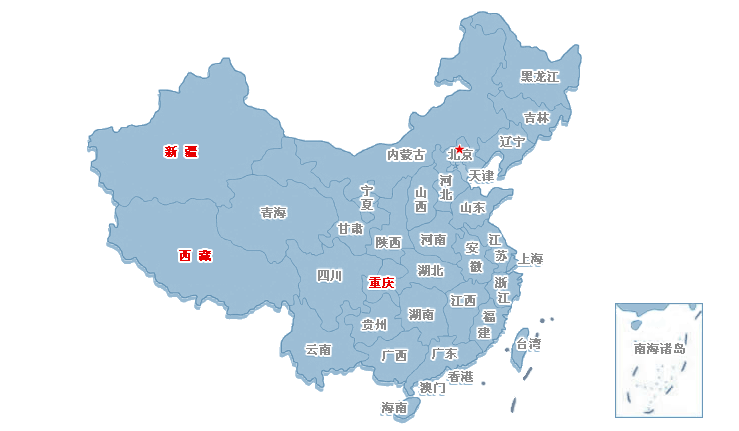 黑龙江
吉林
辽宁
新 疆
内蒙古
北京
天津
宁夏
山西
河北
青海
山东
甘肃
陕西
河南
安徽
江苏
西 藏
上海
四川
重庆
湖北
浙江
江西
湖南
福建
贵州
云南
广西
广东
台湾
南海诸岛
香港
澳门
海南